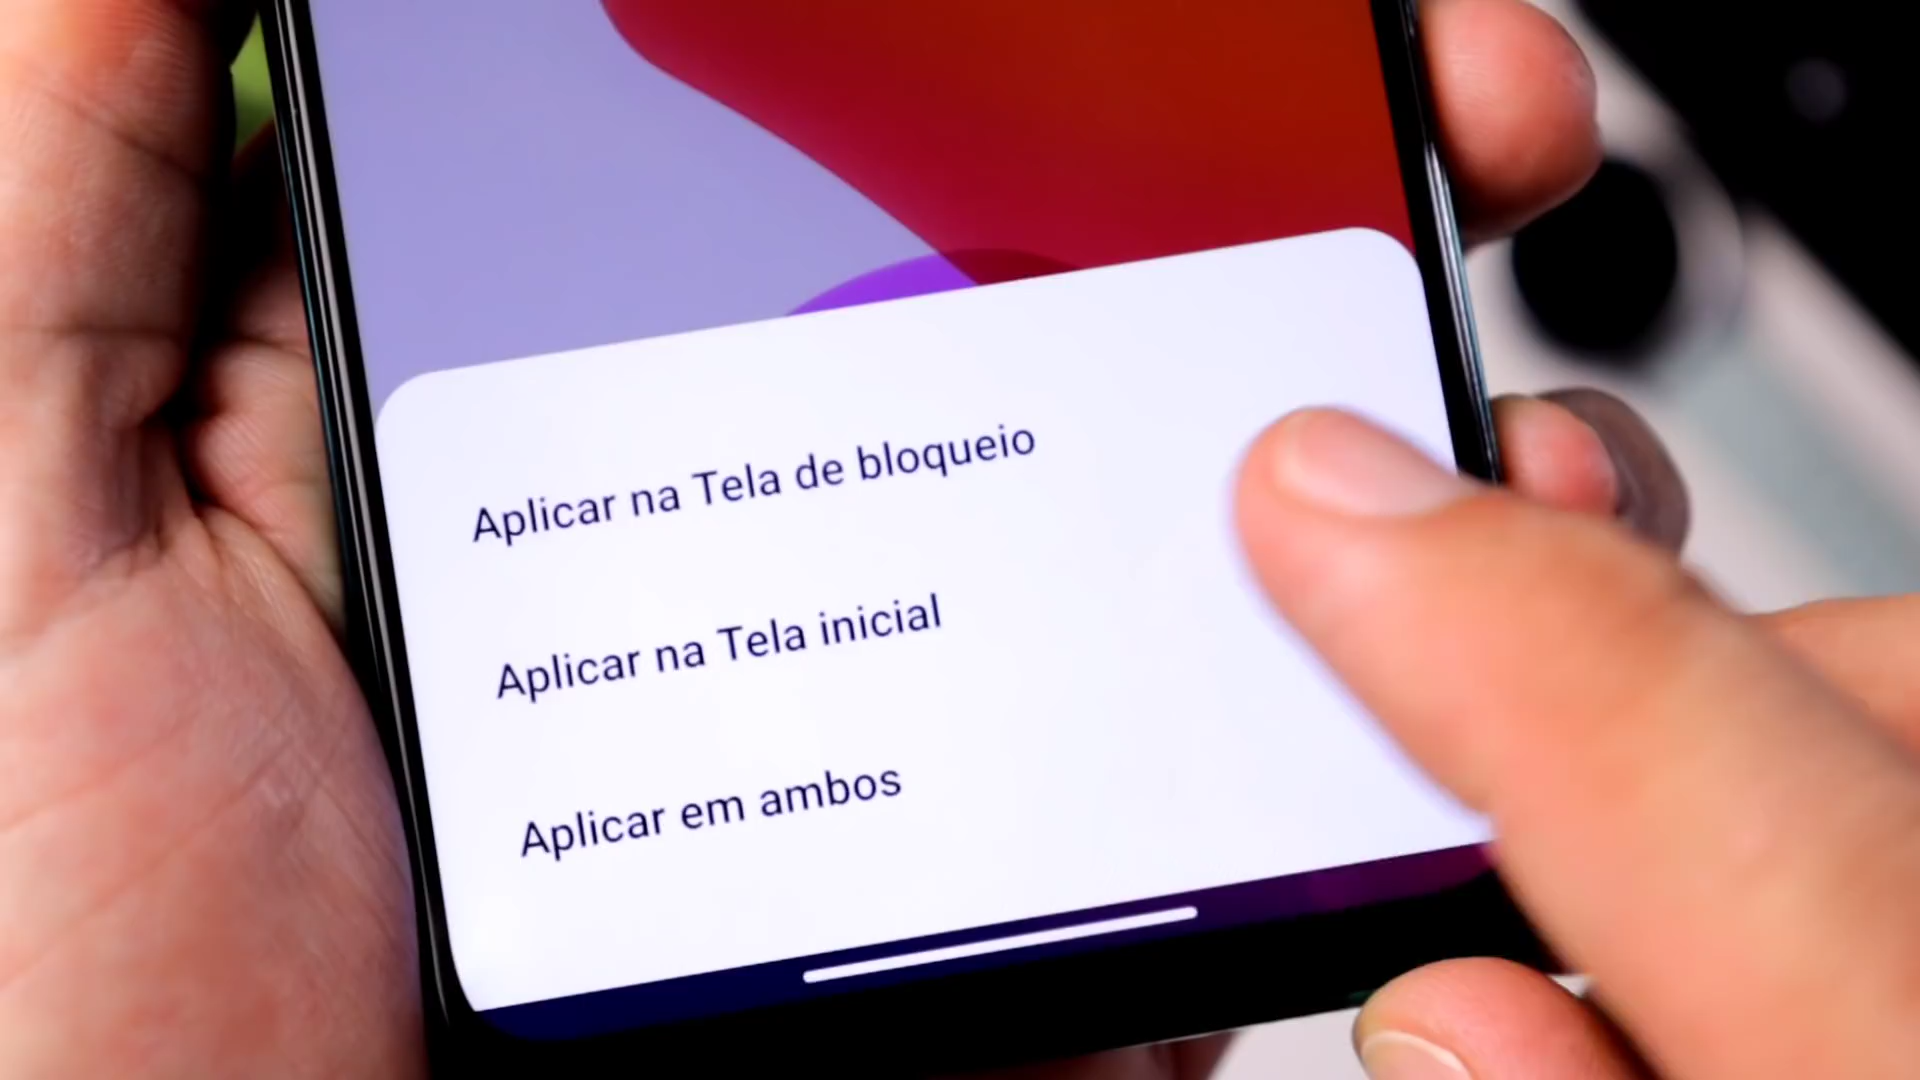 Aplicar na Tela de bloqueio
Aplicar na Tela inicial
Aplicar em ambos